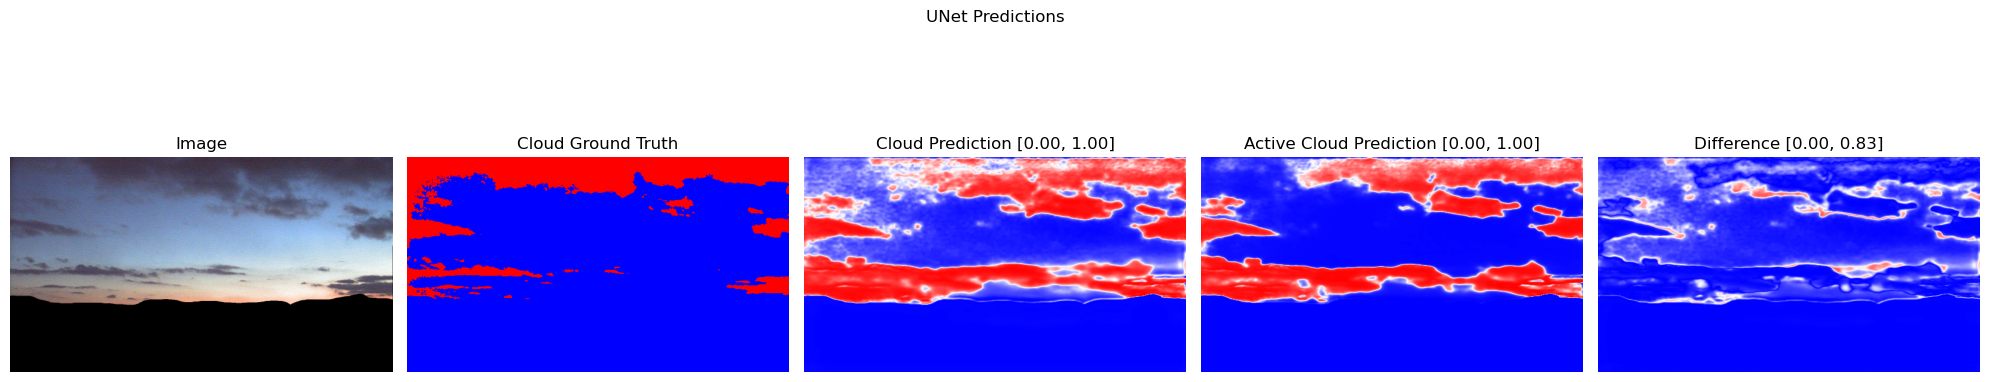 UNet Predictions
Image
Cloud Ground Truth
Cloud Prediction [0.00, 1.00]
Active Cloud Prediction [0.00, 1.00]
Difference [0.00, 0.83]